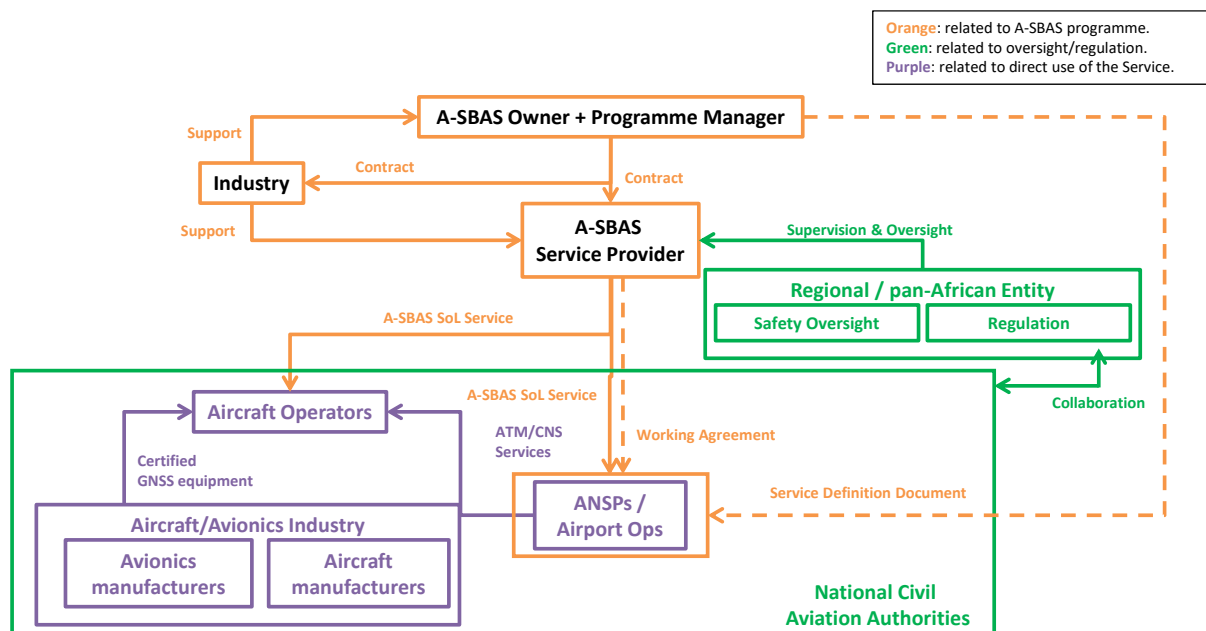 Orange: related to A-SBAS programme.
Green: related to oversight/regulation.
Purple: related to direct use of the Service.
A-SBAS Owner + Programme Manager
Support
Contract
Industry
Contract
Support
A-SBAS
Service Provider
Supervision & Oversight
Regional / pan-African Entity
Safety Oversight
Regulation
A-SBAS SoL Service
Collaboration
Aircraft Operators
A-SBAS SoL Service
ATM/CNS
Services
Working Agreement
Certified
GNSS equipment
Service Definition Document
ANSPs /
Airport Ops
Aircraft/Avionics Industry
Avionics
manufacturers
Aircraft
manufacturers
National Civil
Aviation Authorities